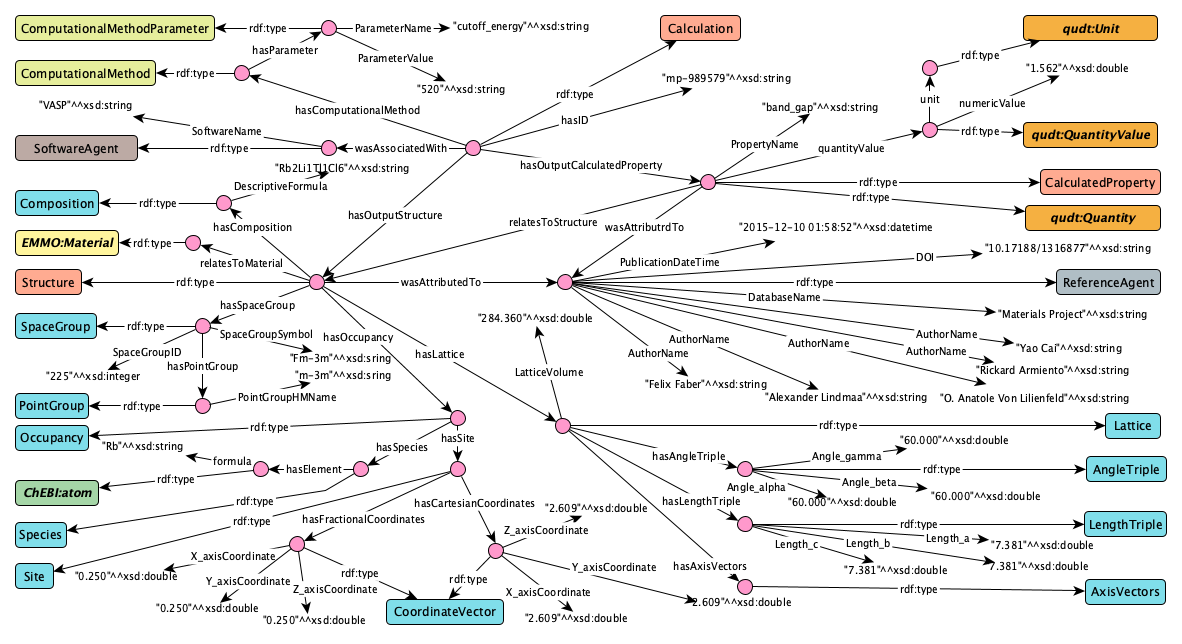 ComputationalMethodParameter
rdf:type
ParameterName
"cutoff_energy"^^xsd:string
Calculation
qudt:Unit
hasParameter
ParameterValue
rdf:type
ComputationalMethod
rdf:type
"520"^^xsd:string
"mp-989579"^^xsd:string
"1.562"^^xsd:double
rdf:type
unit
numericValue
"VASP"^^xsd:string
hasComputationalMethod
hasID
"band_gap"^^xsd:string
SoftwareName
PropertyName
rdf:type
qudt:QuantityValue
SoftwareAgent
rdf:type
wasAssociatedWith
quantityValue
"Rb2Li1Tl1Cl6"^^xsd:string
hasOutputCalculatedProperty
DescriptiveFormula
rdf:type
CalculatedProperty
Composition
rdf:type
rdf:type
hasOutputStructure
qudt:Quantity
hasComposition
relatesToStructure
wasAttributrdTo
"2015-12-10 01:58:52"^^xsd:datetime
EMMO:Material
rdf:type
"10.17188/1316877"^^xsd:string
relatesToMaterial
PublicationDateTime
DOI
Structure
rdf:type
wasAttributedTo
rdf:type
ReferenceAgent
hasSpaceGroup
DatabaseName
"284.360"^^xsd:double
"Materials Project"^^xsd:string
SpaceGroup
rdf:type
SpaceGroupSymbol
hasOccupancy
AuthorName
AuthorName
AuthorName
"Yao Cai"^^xsd:string
SpaceGroupID
"Fm-3m"^^xsd:sring
hasLattice
AuthorName
AuthorName
hasPointGroup
"Rickard Armiento"^^xsd:string
"225"^^xsd:integer
"m-3m"^^xsd:sring
LatticeVolume
"Felix Faber"^^xsd:string
PointGroupHMName
"Alexander Lindmaa"^^xsd:string
"O. Anatole Von Lilienfeld"^^xsd:string
PointGroup
rdf:type
Occupancy
rdf:type
rdf:type
Lattice
"Rb"^^xsd:string
hasSpecies
hasSite
"60.000"^^xsd:double
formula
hasAngleTriple
Angle_gamma
hasElement
rdf:type
AngleTriple
rdf:type
Angle_beta
Angle_alpha
ChEBI:atom
"60.000"^^xsd:double
"60.000"^^xsd:double
rdf:type
hasCartesianCoordinates
hasLengthTriple
"2.609"^^xsd:double
rdf:type
hasFractionalCoordinates
rdf:type
LengthTriple
Species
Z_axisCoordinate
Length_a
Length_c
Length_b
"7.381"^^xsd:double
X_axisCoordinate
hasAxisVectors
Y_axisCoordinate
7.381"^^xsd:double
"7.381"^^xsd:double
Site
"0.250"^^xsd:double
rdf:type
rdf:type
Y_axisCoordinate
Z_axisCoordinate
X_axisCoordinate
rdf:type
AxisVectors
2.609"^^xsd:double
"0.250"^^xsd:double
CoordinateVector
"0.250"^^xsd:double
"2.609"^^xsd:double